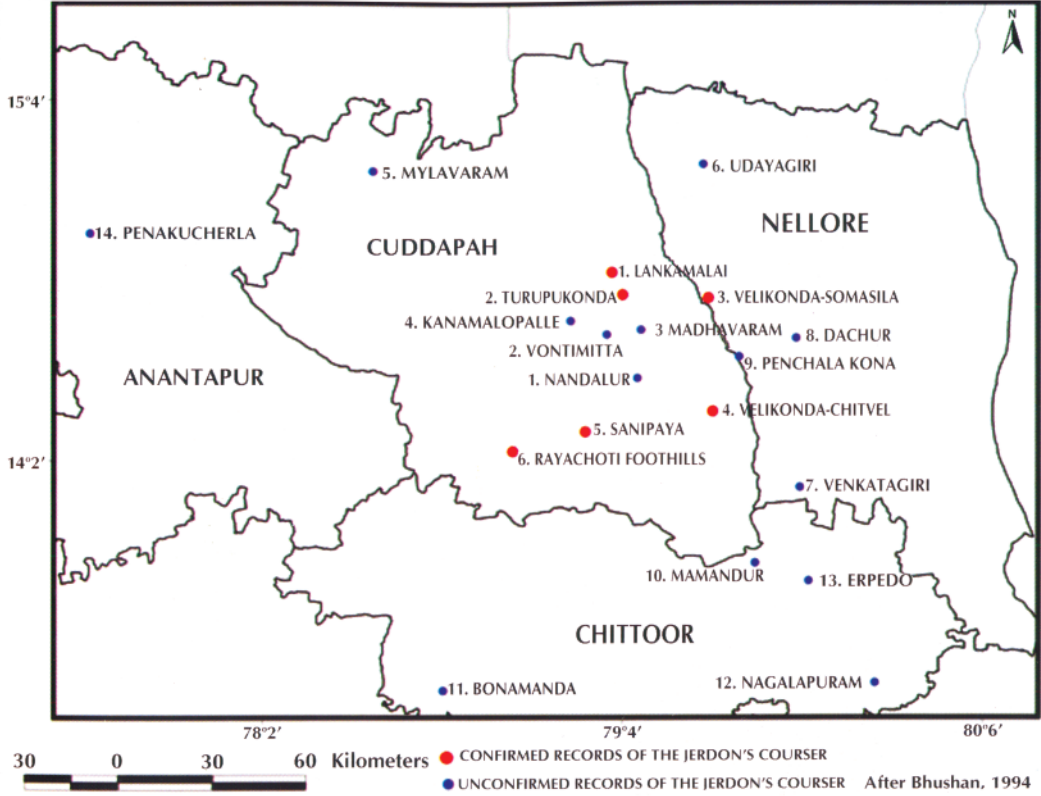 N
15°4′
5. MYLAVARAM
6. UDAYAGIRI
14. PENAKUCHERLA
NELLORE
CUDDAPAH
1. LANKAMALAI
2. TURUPUKONDA
3. VELIKONDA-SOMASILA
4. KANAMALOPALLE
3 MADHAVARAM
8. DACHUR
2. VONTIMITTA
9. PENCHALA KONA
ANANTAPUR
1. NANDALUR
4. VELIKONDA-CHITVEL
5. SANIPAYA
14°2′
6. RAYACHOTI FOOTHILLS
7. VENKATAGIRI
10. MAMANDUR
13. ERPEDO
CHITTOOR
11. BONAMANDA
12. NAGALAPURAM
78°2′
79°4′
80°6′
30 0 30 60 Kilometers
CONFIRMED RECORDS OF THE JERDON'S COURSER
UNCONFIRMED RECORDS OF THE JERDON'S COURSER After Bhushan, 1994